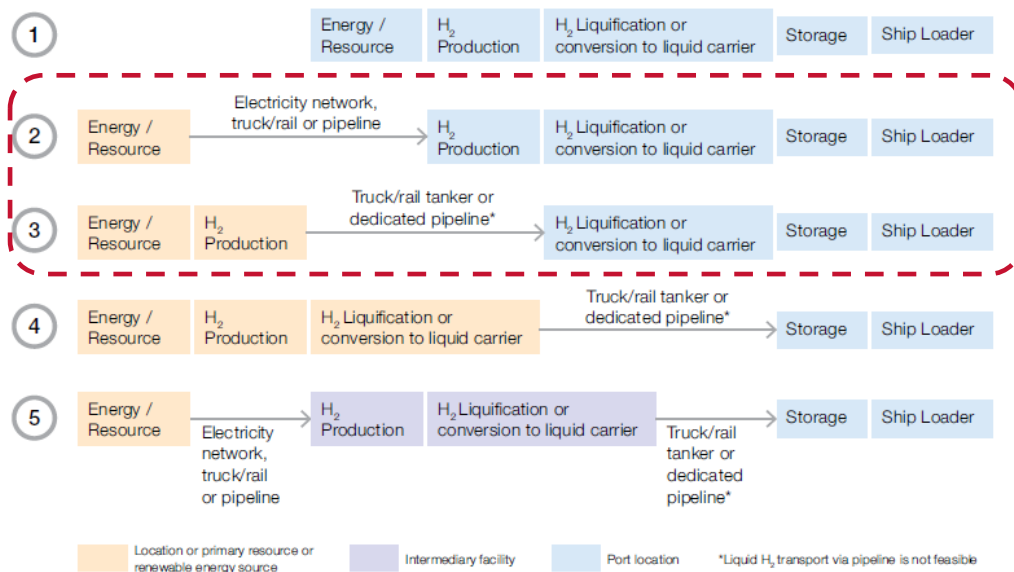 1
Energy /
Resource
H₂
Production
H₂ Liquification or
conversion to liquid carrier
Storage
Ship Loader
2
Energy /
Resource
Electricity network,
truck/rail or pipeline
H₂
Production
H₂ Liquification or
conversion to liquid carrier
Storage
Ship Loader
3
Energy /
Resource
H₂
Production
Truck/rail tanker or
dedicated pipeline*
H₂ Liquification or
conversion to liquid carrier
Storage
Ship Loader
4
Energy /
Resource
H₂
Production
H₂ Liquification or
conversion to liquid carrier
Truck/rail tanker or
dedicated pipeline*
Storage
Ship Loader
5
Energy /
Resource
Electricity
network,
truck/rail
or pipeline
H₂
Production
H₂ Liquification or
conversion to liquid carrier
Truck/rail
tanker or
dedicated
pipeline*
Storage
Ship Loader
Location or primary resource or
renewable energy source
Intermediary facility
Port location
*Liquid H₂ transport via pipeline is not feasible